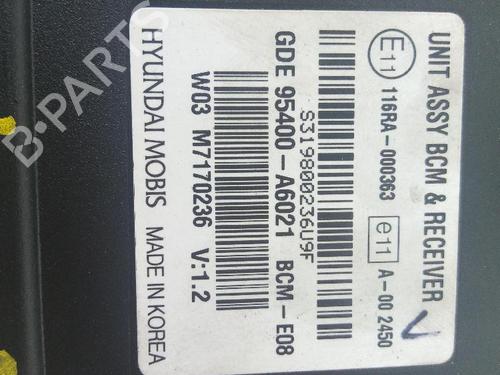 UNIT ASSY BCM & RECEIVER
E11 116RA-000363 e11 A-00 2450
S319800236U9F
GDE 95400-A6021 BCM-E08
W03 M7170236 V:1.2
HYUNDAI MOBIS MADE IN KOREA
B-PARTS